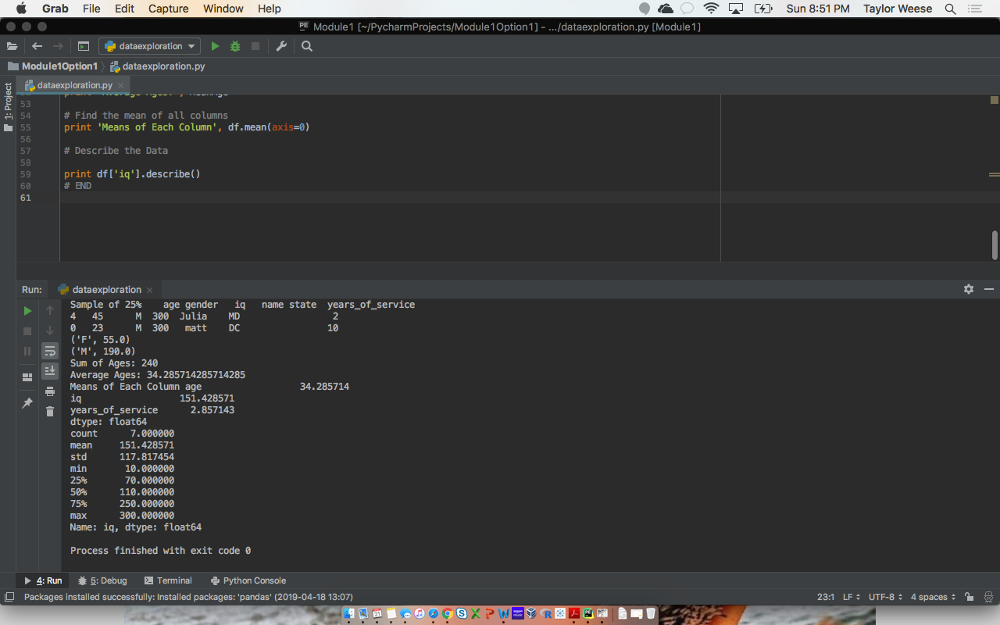 Grab File Edit Capture Window Help Sun 8:51 PM Taylor Weese
PE Module1 [~/PycharmProjects/Module1Option1] - .../dataexploration.py [Module1]
dataexploration
Module1Option1 dataexploration.py
1: Project
dataexploration.py
53
54 # Find the mean of all columns
55 print 'Means of Each Column', df.mean(axis=0)
56
57 # Describe the Data
58
59 print df['iq'].describe()
60 # END
61
Run: dataexploration
Sample of 25% age gender iq name state years_of_service
4 45 M 300 Julia MD 2
0 23 M 300 matt DC 10
('F', 55.0)
('M', 190.0)
Sum of Ages: 240
Average Ages: 34.285714285714285
Means of Each Column age 34.285714
iq 151.428571
years_of_service 2.857143
dtype: float64
count 7.000000
mean 151.428571
std 117.817454
min 10.000000
25% 70.000000
50% 110.000000
75% 250.000000
max 300.000000
Name: iq, dtype: float64
Process finished with exit code 0
4: Run 5: Debug Terminal Python Console
Packages installed successfully: Installed packages: 'pandas' (2019-04-18 13:07) 23:1 LF UTF-8 4 spaces